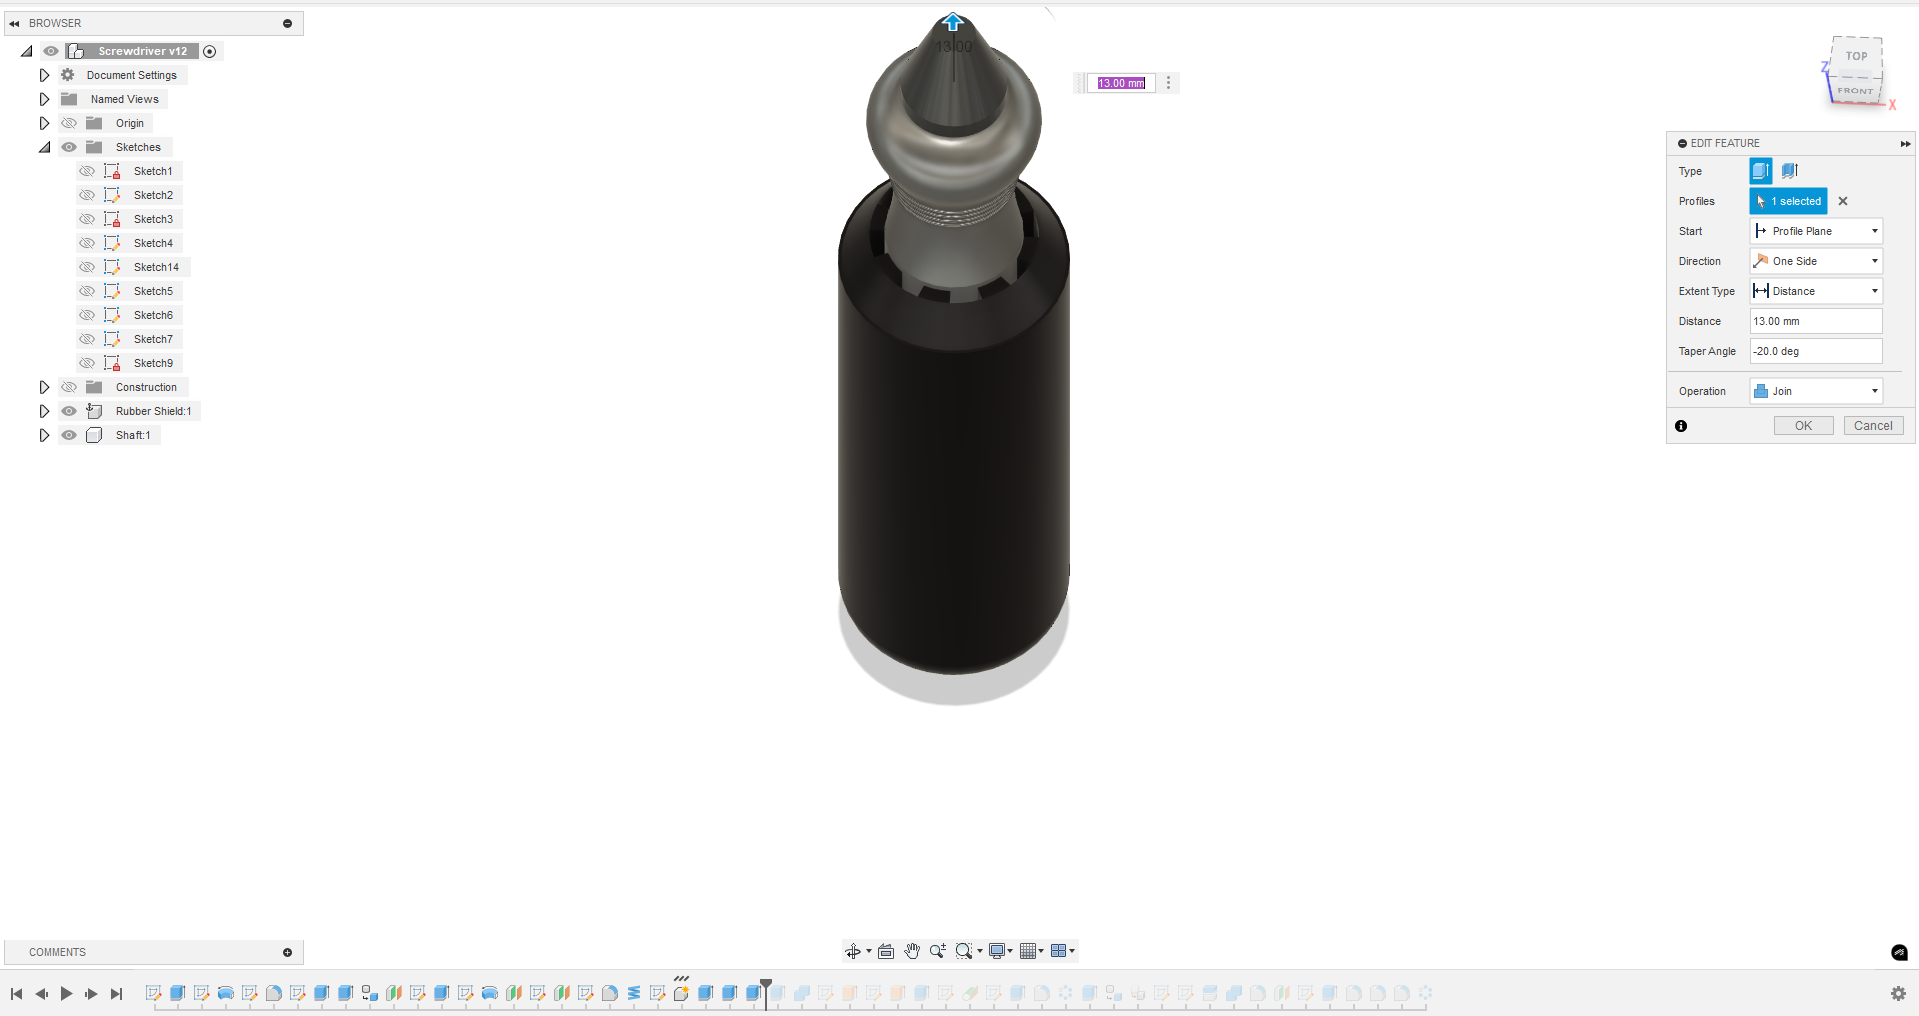 BROWSER
Screwdriver v12
Document Settings
Named Views
Origin
Sketches
Sketch1
Sketch2
Sketch3
Sketch4
Sketch14
Sketch5
Sketch6
Sketch7
Sketch9
Construction
Rubber Shield:1
Shaft:1
13.00
13.00 mm
TOP
FRONT
Z
X
EDIT FEATURE
Type
Profiles 1 selected
Start Profile Plane
Direction One Side
Extent Type Distance
Distance 13.00 mm
Taper Angle -20.0 deg
Operation Join
OK Cancel
COMMENTS